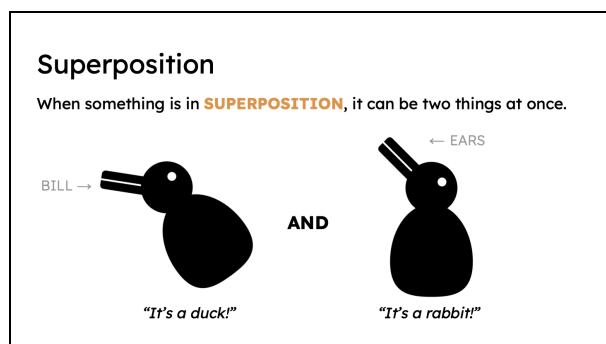 Superposition
When something is in SUPERPOSITION, it can be two things at once.
← EARS
BILL →
AND
“It’s a duck!”
“It’s a rabbit!”